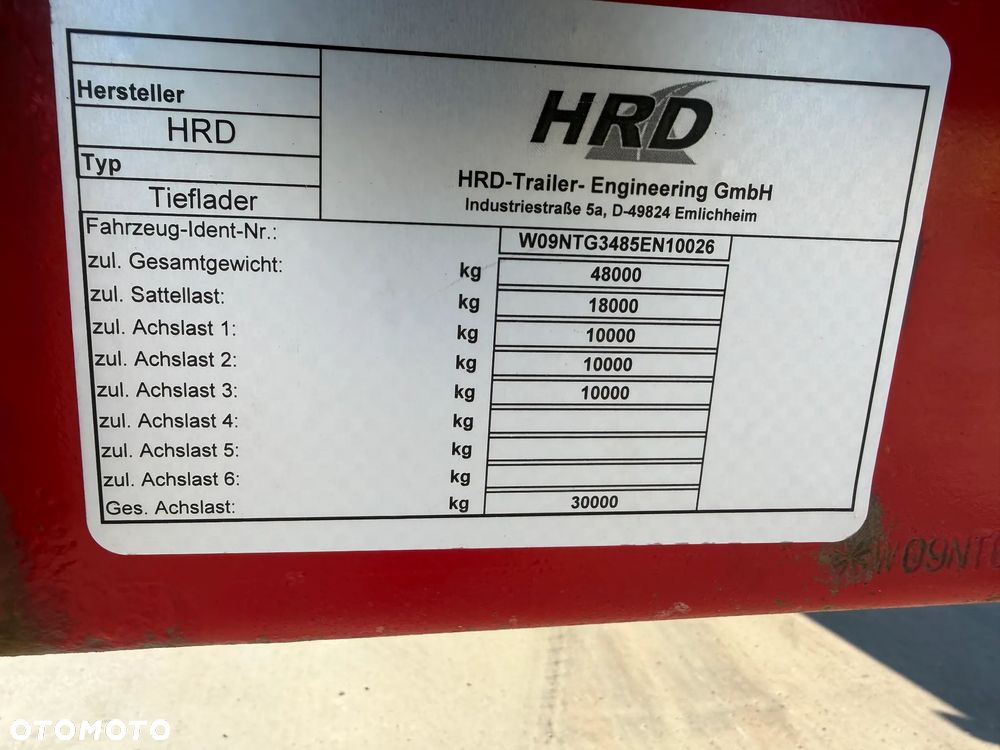 Hersteller
HRD
Typ
Tieflader
HRD
HRD-Trailer- Engineering GmbH
Industriestraße 5a, D-49824 Emlichheim
Fahrzeug-Ident-Nr.: W09NTG3485EN10026
zul. Gesamtgewicht: kg 48000
zul. Sattellast: kg 18000
zul. Achslast 1: kg 10000
zul. Achslast 2: kg 10000
zul. Achslast 3: kg 10000
zul. Achslast 4: kg
zul. Achslast 5: kg
zul. Achslast 6: kg
Ges. Achslast: kg 30000
W09NT
OTOMOTO